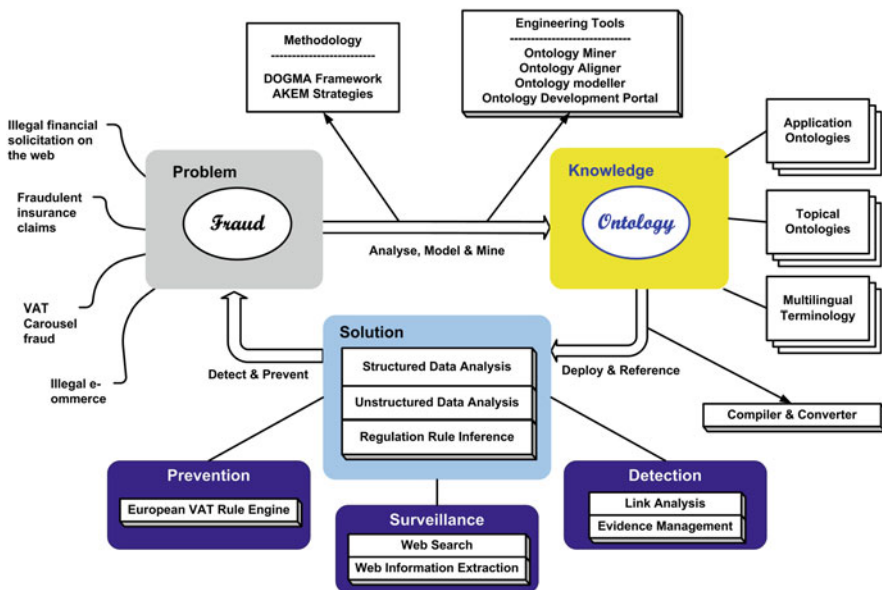 Methodology
DOGMA Framework
AKEM Strategies
Engineering Tools
Ontology Miner
Ontology Aligner
Ontology modeller
Ontology Development Portal
Illegal financial
solicitation on
the web
Fraudulent
insurance
claims
VAT
Carousel
fraud
Illegal e-
ommerce
Problem
Fraud
Analyse, Model & Mine
Knowledge
Ontology
Application
Ontologies
Topical
Ontologies
Multilingual
Terminology
Solution
Structured Data Analysis
Unstructured Data Analysis
Regulation Rule Inference
Detect & Prevent
Deploy & Reference
Compiler & Converter
Prevention
European VAT Rule Engine
Surveillance
Web Search
Web Information Extraction
Detection
Link Analysis
Evidence Management